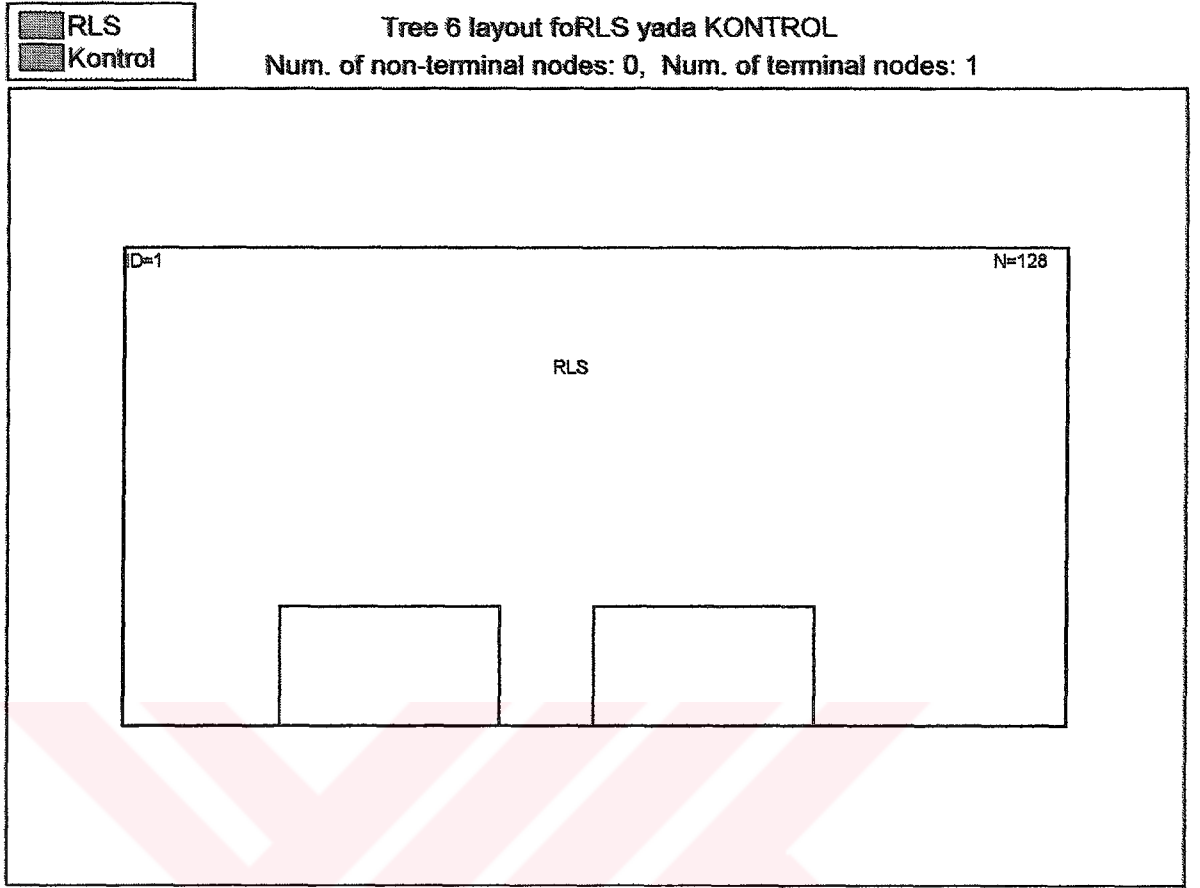 RLS
Kontrol
Tree 6 layout foRLS yada KONTROL
Num. of non-terminal nodes: 0, Num. of terminal nodes: 1
ID=1
N=128
RLS